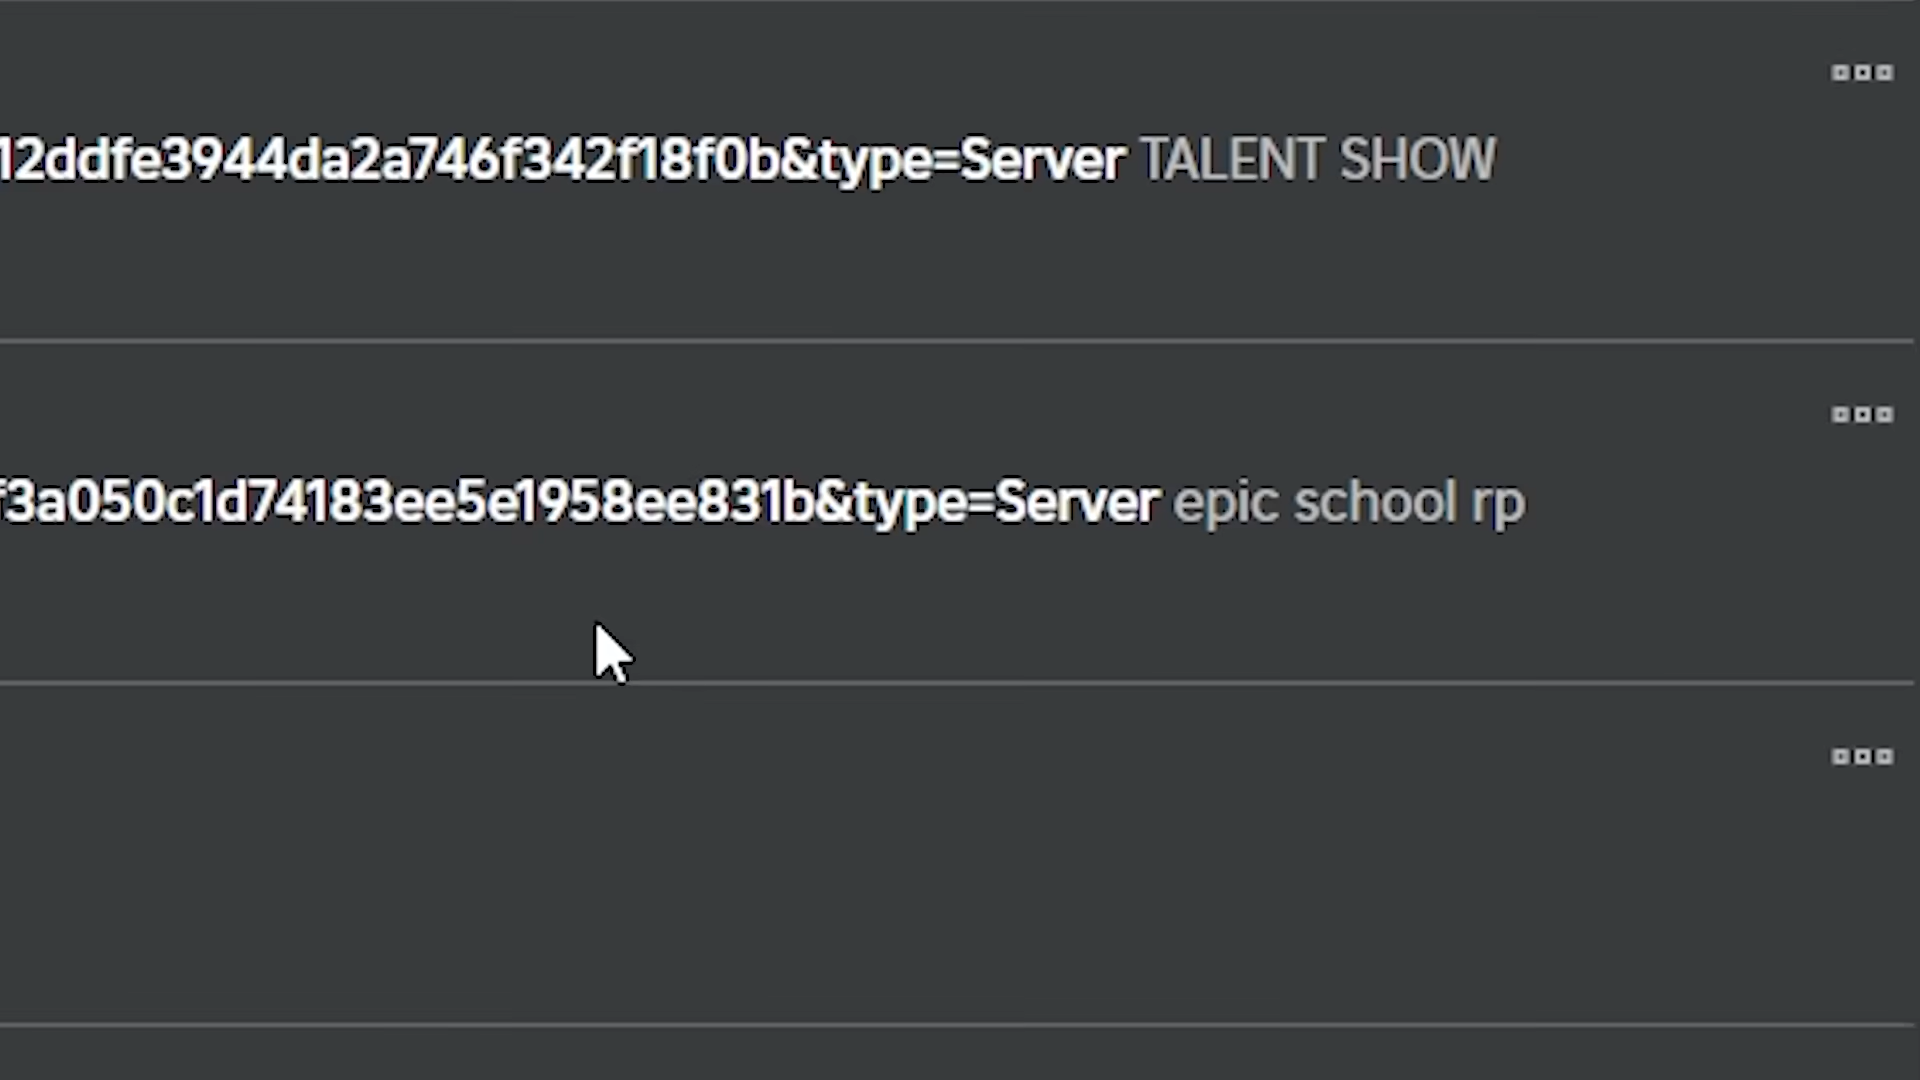 12ddfe3944da2a746f342f18f0b&type=Server TALENT SHOW
f3a050c1d74183ee5e1958ee831b&type=Server epic school rp